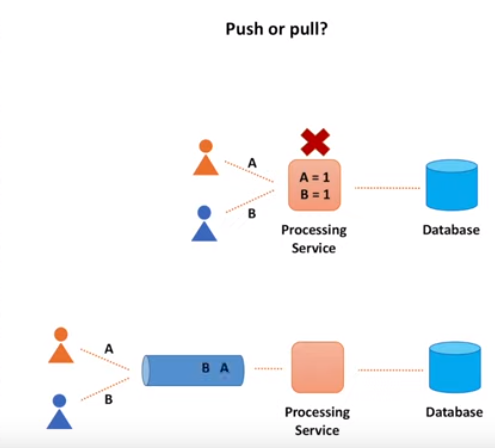 Push or pull?
A
A = 1
B = 1
B
Processing
Service
Database
A
B A
B
Processing
Service
Database